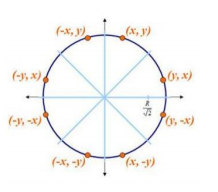 (-x, y) (x, y)
(-y, x) (y, x)
R
√2
(-y, -x) (y, -x)
(-x, -y) (x, -y)